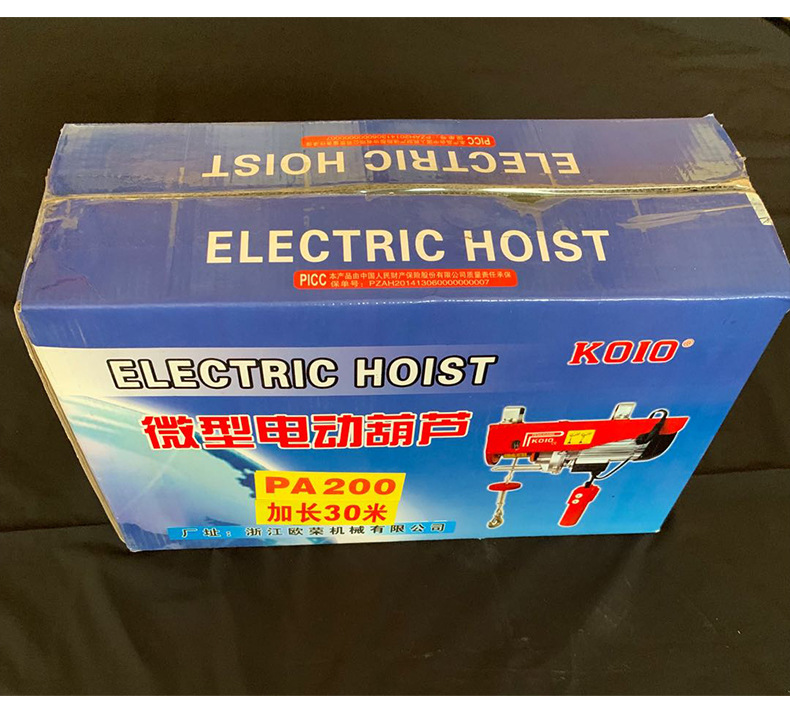 PICC
PZAH201413060000000007
ELECTRIC HOIST
ELECTRIC HOIST
PICC 本产品由中国人民财产保险股份有限公司质量责任承保
保单号：PZAH201413060000000007
KOIO®
ELECTRIC HOIST
微型电动葫芦
KOIO
PA200
加长30米
厂址：浙江欧荣机械有限公司